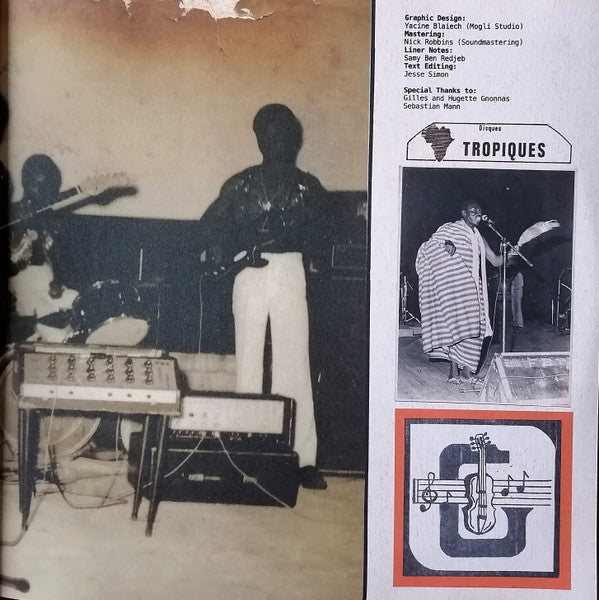 Graphic Design:
Yacine Blaiech (Mogli Studio)
Mastering:
Nick Robbins (Soundmastering)
Liner Notes:
Samy Ben Redjeb
Text Editing:
Jesse Simon
Special Thanks to:
Gilles and Hugette Gnonnas
Sebastian Mann
Disques
TROPIQUES
G